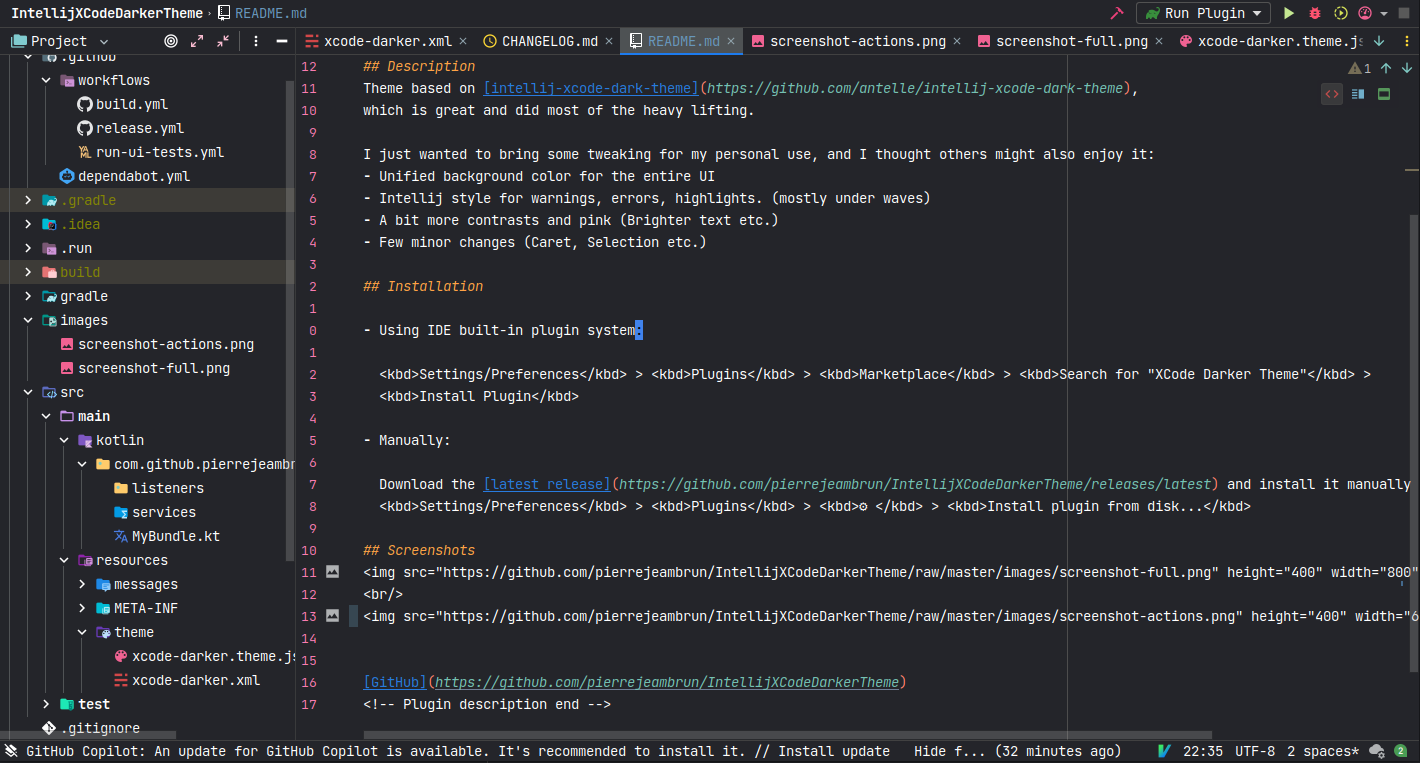 IntellijXCodeDarkerTheme › README.md
Run Plugin
Project
xcode-darker.xml
CHANGELOG.md
README.md
screenshot-actions.png
screenshot-full.png
xcode-darker.theme.js
.github
workflows
build.yml
release.yml
run-ui-tests.yml
dependabot.yml
.gradle
.idea
.run
build
gradle
images
screenshot-actions.png
screenshot-full.png
src
main
kotlin
com.github.pierrejeambr
listeners
services
MyBundle.kt
resources
messages
META-INF
theme
xcode-darker.theme.js
xcode-darker.xml
test
.gitignore
1
12 ## Description
11 Theme based on [intellij-xcode-dark-theme](https://github.com/antelle/intellij-xcode-dark-theme),
10 which is great and did most of the heavy lifting.
9
8 I just wanted to bring some tweaking for my personal use, and I thought others might also enjoy it:
7 - Unified background color for the entire UI
6 - Intellij style for warnings, errors, highlights. (mostly under waves)
5 - A bit more contrasts and pink (Brighter text etc.)
4 - Few minor changes (Caret, Selection etc.)
3
2 ## Installation
1
0 - Using IDE built-in plugin system:
1
2 <kbd>Settings/Preferences</kbd> > <kbd>Plugins</kbd> > <kbd>Marketplace</kbd> > <kbd>Search for "XCode Darker Theme"</kbd> >
3 <kbd>Install Plugin</kbd>
4
5 - Manually:
6
7 Download the [latest release](https://github.com/pierrejeambrun/IntellijXCodeDarkerTheme/releases/latest) and install it manually
8 <kbd>Settings/Preferences</kbd> > <kbd>Plugins</kbd> > <kbd>⚙ </kbd> > <kbd>Install plugin from disk...</kbd>
9
10 ## Screenshots
11 <img src="https://github.com/pierrejeambrun/IntellijXCodeDarkerTheme/raw/master/images/screenshot-full.png" height="400" width="800"
12 <br/>
13 <img src="https://github.com/pierrejeambrun/IntellijXCodeDarkerTheme/raw/master/images/screenshot-actions.png" height="400" width="6
14
15
16 [GitHub](https://github.com/pierrejeambrun/IntellijXCodeDarkerTheme)
17 <!-- Plugin description end -->
GitHub Copilot: An update for GitHub Copilot is available. It's recommended to install it. // Install update Hide f... (32 minutes ago)
22:35 UTF-8 2 spaces* 2